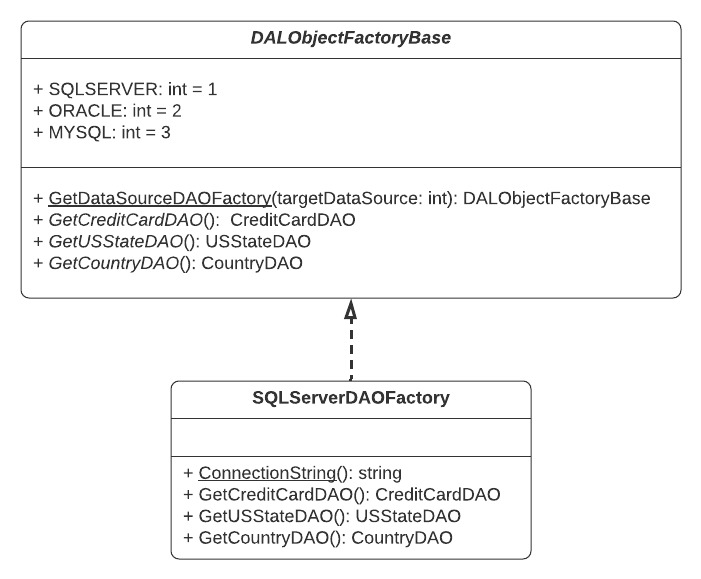 DALObjectFactoryBase
+ SQLSERVER: int = 1
+ ORACLE: int = 2
+ MYSQL: int = 3
+ GetDataSourceDAOFactory(targetDataSource: int): DALObjectFactoryBase
+ GetCreditCardDAO(): CreditCardDAO
+ GetUSStateDAO(): USStateDAO
+ GetCountryDAO(): CountryDAO
SQLServerDAOFactory
+ ConnectionString(): string
+ GetCreditCardDAO(): CreditCardDAO
+ GetUSStateDAO(): USStateDAO
+ GetCountryDAO(): CountryDAO